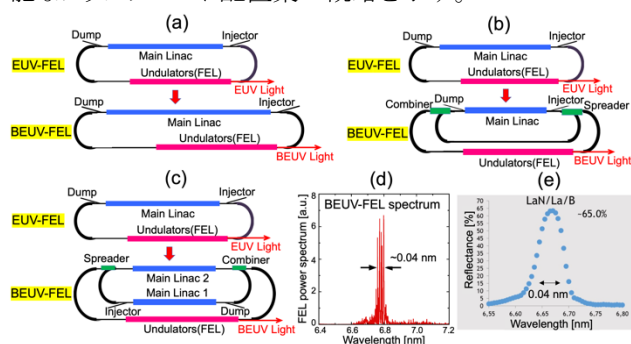 (a)
Dump
Injector
Main Linac
EUV-FEL
Undulators(FEL)
EUV Light
Dump
Injector
Main Linac
BEUV-FEL
Undulators(FEL)
BEUV Light
(b)
Dump
Injector
Main Linac
EUV-FEL
Undulators(FEL)
EUV Light
Combiner
Dump
Injector
Spreader
Main Linac
BEUV-FEL
Undulators(FEL)
BEUV Light
(c)
Dump
Injector
Main Linac
EUV-FEL
Undulators(FEL)
EUV Light
Spreader
Combiner
Main Linac 2
BEUV-FEL
Main Linac 1
Injector
Dump
Undulators(FEL)
BEUV Light
(d)
BEUV-FEL spectrum
FEL power spectrum [a.u.]
8
6
4
2
0
~0.04 nm
6.4
6.6
6.8
7.0
7.2
Wavelength [nm]
(e)
LaN/La/B
~65.0%
Reflectance [%]
70
65
60
55
50
45
40
35
30
25
20
15
10
5
0
0.04 nm
6.55
6.60
6.65
6.70
6.75
6.80
Wavelength [nm]